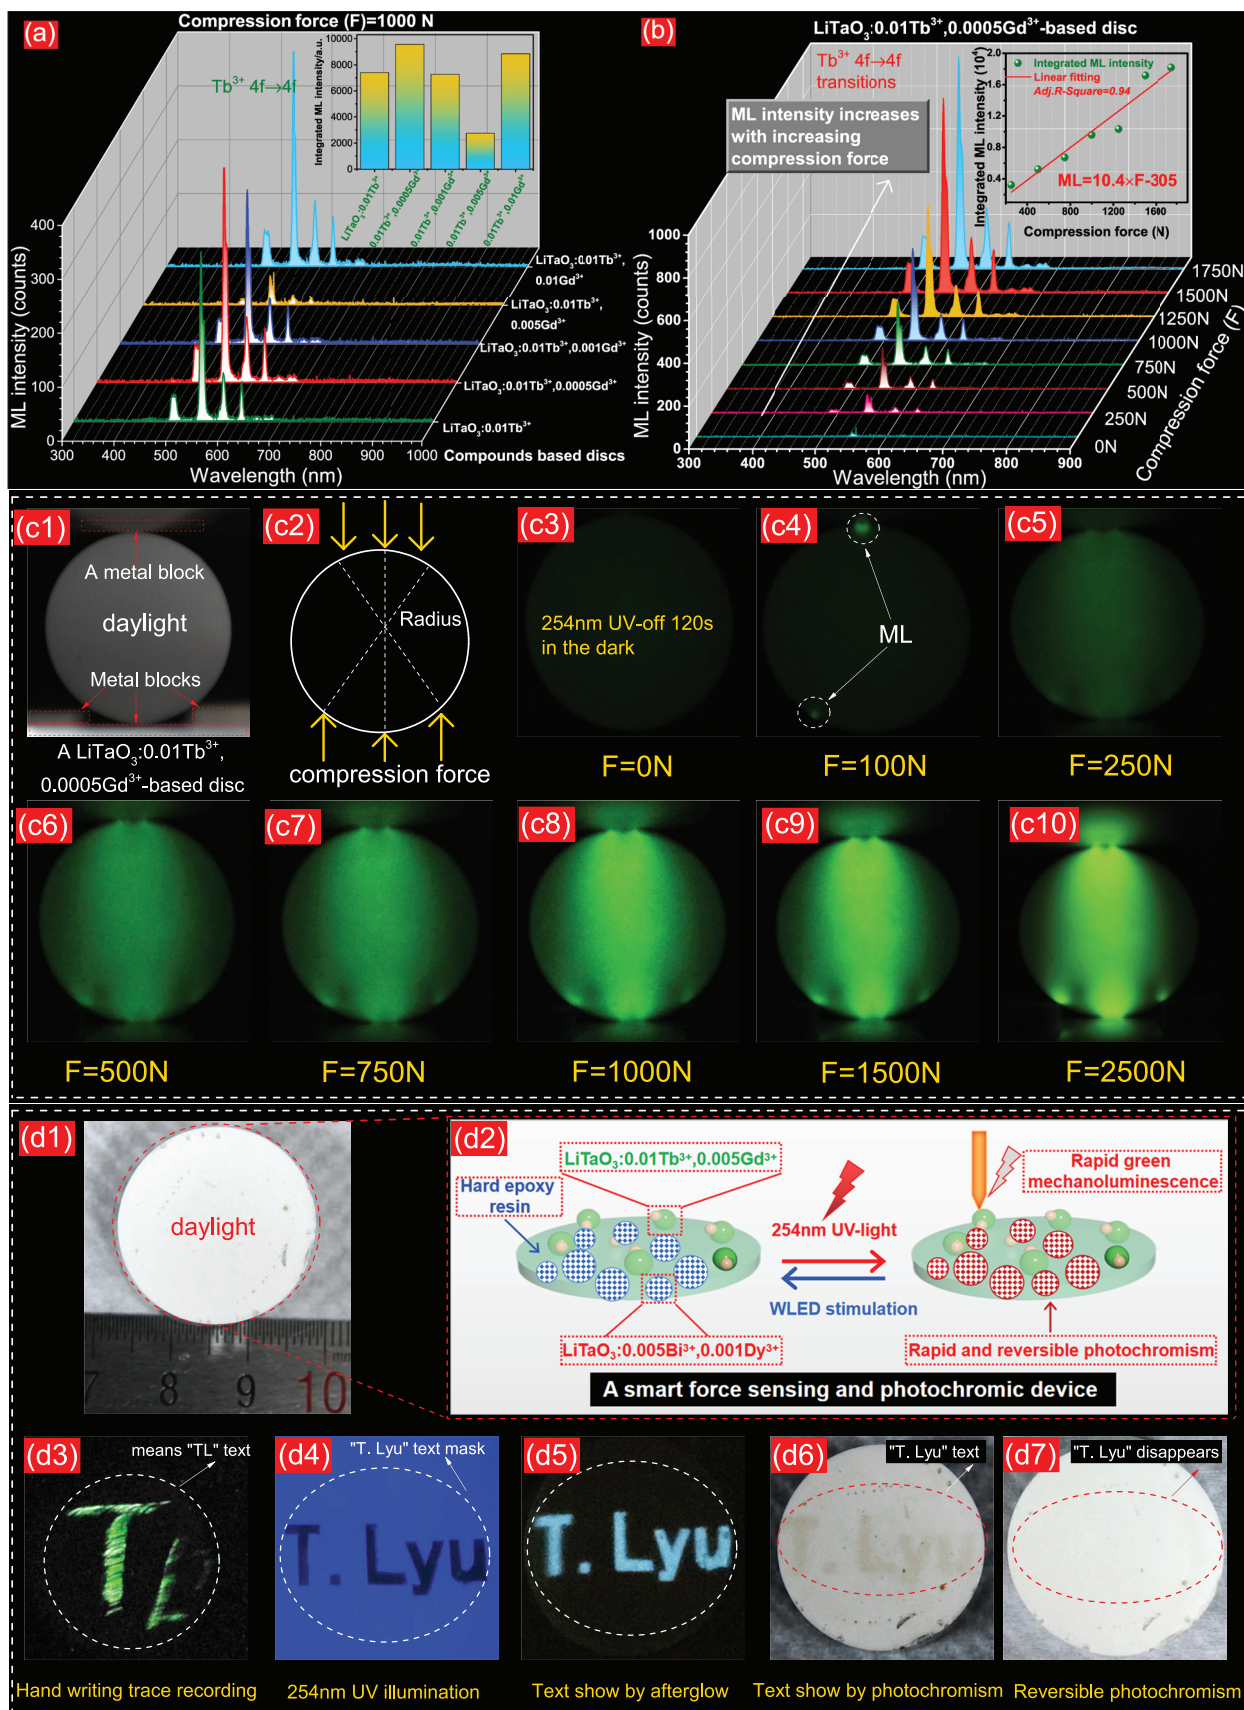 (a)
Compression force (F)=1000 N
Tb³⁺ 4f→4f
Integrated ML intensity/a.u.
10000
8000
6000
4000
2000
0
LiTaO₃:0.01Tb³⁺
0.01Tb³⁺,0.0005Gd³⁺
0.01Tb³⁺,0.001Gd³⁺
0.01Tb³⁺,0.005Gd³⁺
0.01Tb³⁺,0.01Gd³⁺
ML intensity (counts)
400
300
200
100
0
LiTaO₃:0.01Tb³⁺,
0.01Gd³⁺
LiTaO₃:0.01Tb³⁺,
0.005Gd³⁺
LiTaO₃:0.01Tb³⁺,0.001Gd³⁺
LiTaO₃:0.01Tb³⁺,0.0005Gd³⁺
LiTaO₃:0.01Tb³⁺
300 400 500 600 700 800 900 1000
Wavelength (nm)
Compounds based discs
(b)
LiTaO₃:0.01Tb³⁺,0.0005Gd³⁺-based disc
Tb³⁺ 4f→4f
transitions
ML intensity increases
with increasing
compression force
Integrated ML intensity (10⁴)
2.0
1.6
1.2
0.8
0.4
Integrated ML intensity
Linear fitting
Adj.R-Square=0.94
ML=10.4×F-305
400 800 1200 1600
Compression force (N)
ML intensity (counts)
1000
800
600
400
200
0
1750N
1500N
1250N
1000N
750N
500N
250N
0N
Compression force (F)
300 400 500 600 700 800 900
Wavelength (nm)
(c1)
A metal block
daylight
Metal blocks
A LiTaO₃:0.01Tb³⁺,
0.0005Gd³⁺-based disc
(c2)
Radius
compression force
(c3)
254nm UV-off 120s
in the dark
F=0N
(c4)
ML
F=100N
(c5)
F=250N
(c6)
F=500N
(c7)
F=750N
(c8)
F=1000N
(c9)
F=1500N
(c10)
F=2500N
(d1)
daylight
mm
7 8 9 10
(d2)
LiTaO₃:0.01Tb³⁺,0.005Gd³⁺
Hard epoxy
resin
254nm UV-light
WLED stimulation
Rapid green
mechanoluminescence
LiTaO₃:0.005Bi³⁺,0.001Dy³⁺
Rapid and reversible photochromism
A smart force sensing and photochromic device
(d3)
means "TL" text
TL
Hand writing trace recording
(d4)
"T. Lyu" text mask
T. Lyu
254nm UV illumination
(d5)
T. Lyu
Text show by afterglow
(d6)
"T. Lyu" text
T. Lyu
Text show by photochromism
(d7)
"T. Lyu" disappears
Reversible photochromism